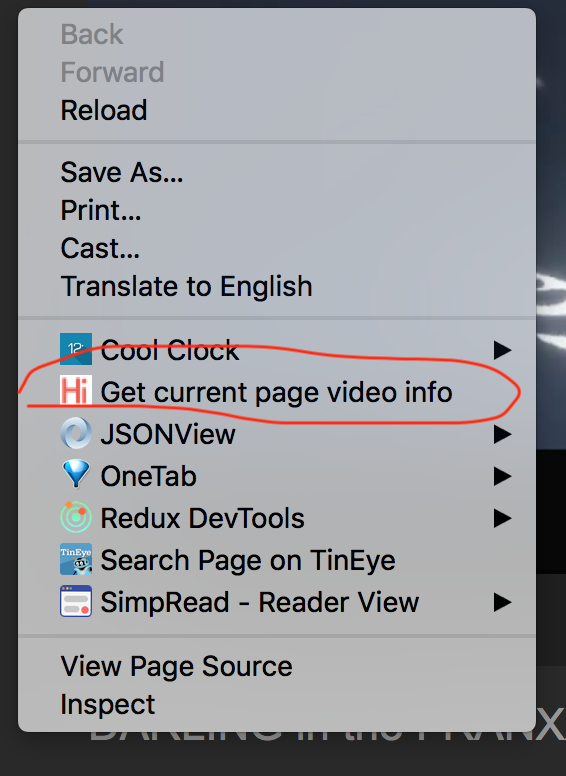 Back
Forward
Reload
Save As...
Print...
Cast...
Translate to English
12: Cool Clock
Hi Get current page video info
JSONView
OneTab
Redux DevTools
TinEye Search Page on TinEye
SimpRead - Reader View
View Page Source
Inspect
DARLING in the FRANX